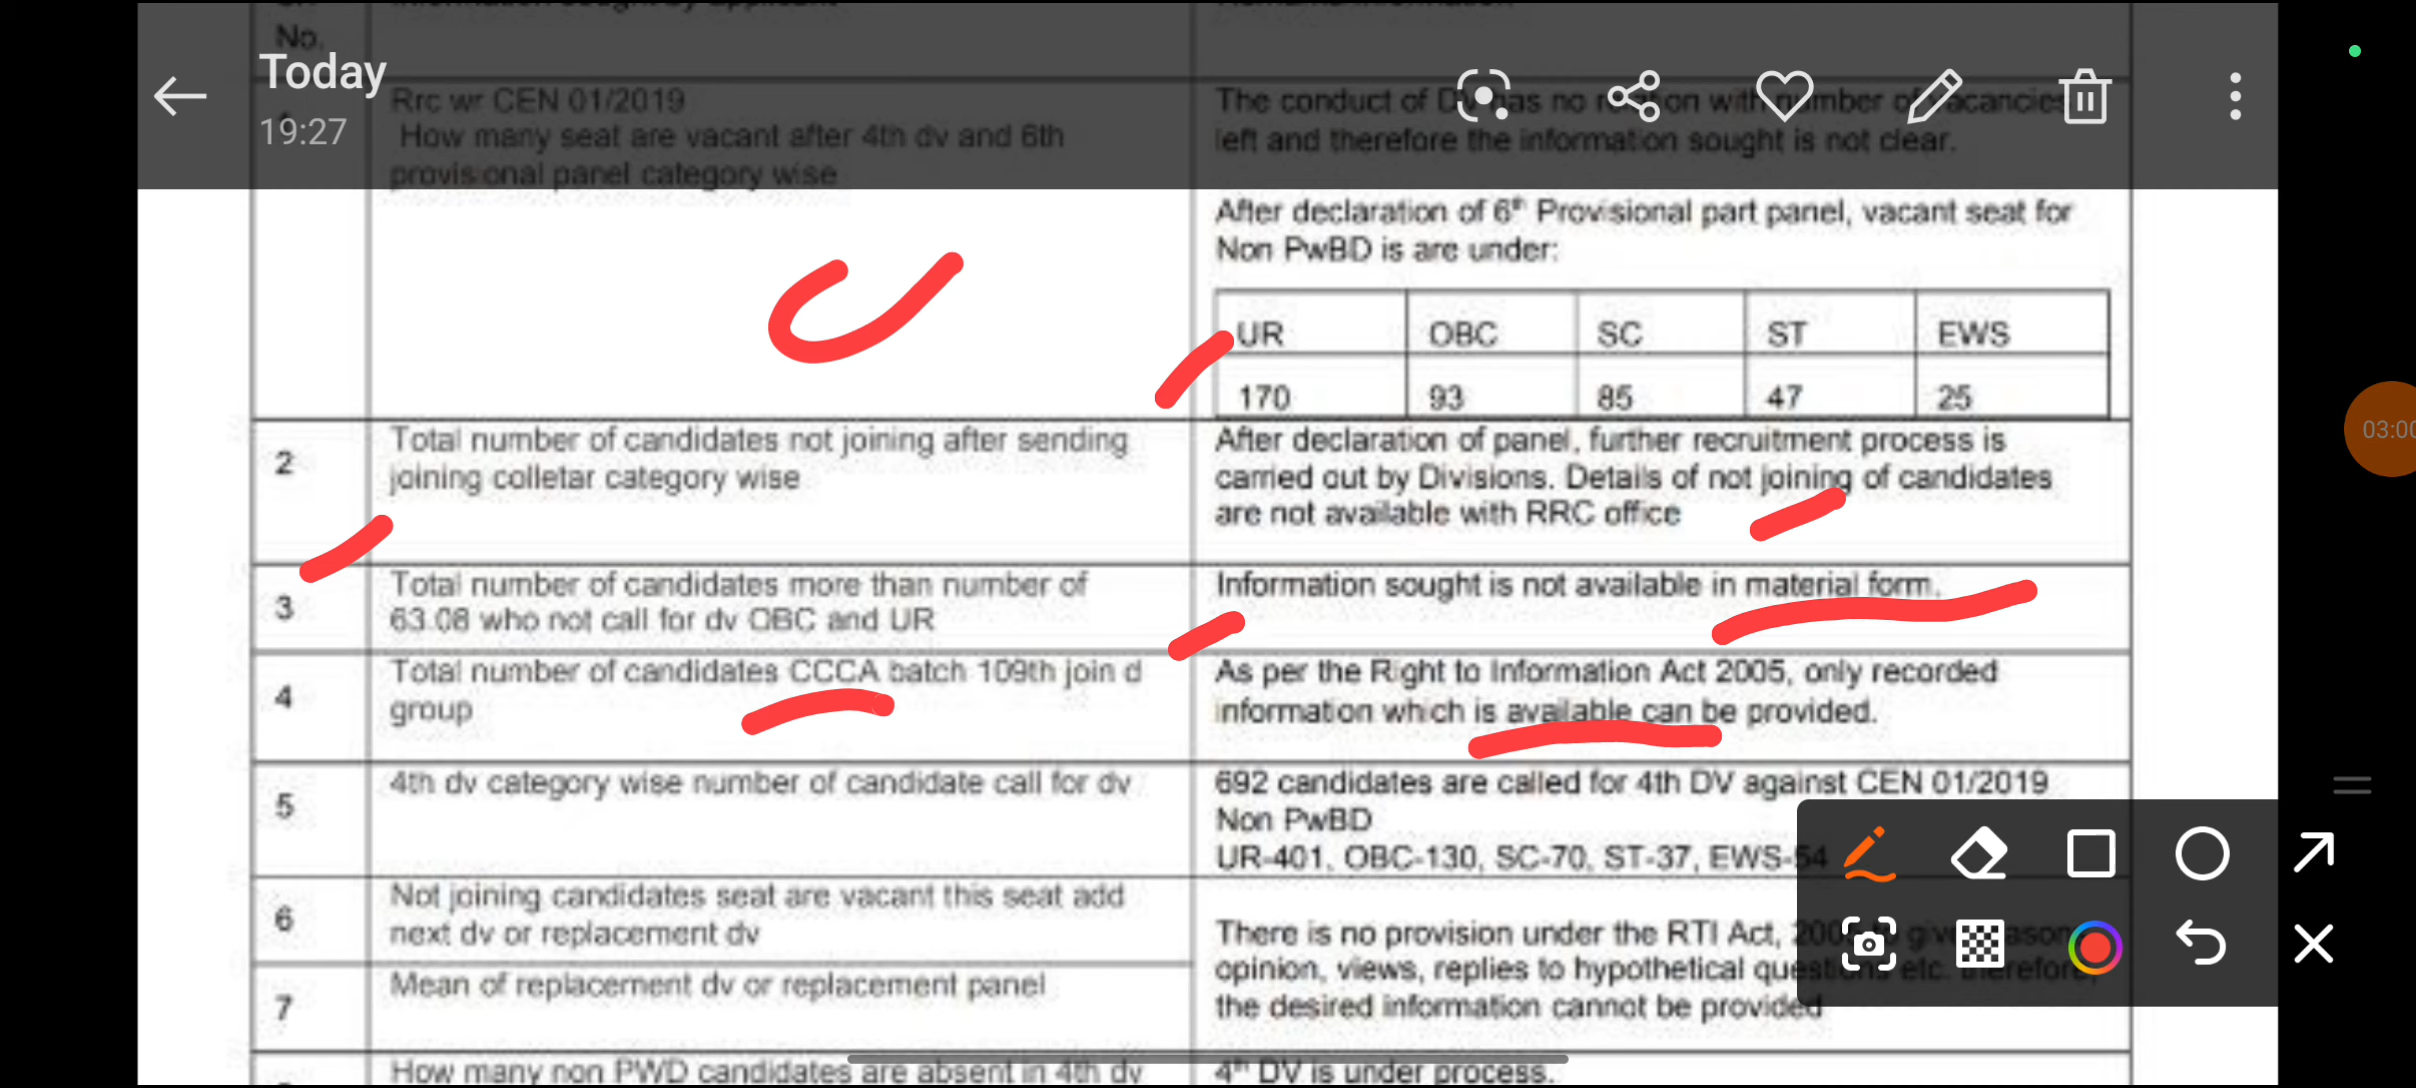 No.
Today
19:27
Rrc wr CEN 01/2019
How many seat are vacant after 4th dv and 6th
provisional panel category wise
The conduct of DV has no relation with number of vacancies
left and therefore the information sought is not clear.
After declaration of 6th Provisional part panel, vacant seat for
Non PwBD is are under:
UR OBC SC ST EWS
170 93 85 47 25
2
Total number of candidates not joining after sending
joining colletar category wise
After declaration of panel, further recruitment process is
carried out by Divisions. Details of not joining of candidates
are not available with RRC office
3
Total number of candidates more than number of
63.08 who not call for dv OBC and UR
Information sought is not available in material form.
4
Total number of candidates CCCA batch 109th join d
group
As per the Right to Information Act 2005, only recorded
information which is available can be provided.
5
4th dv category wise number of candidate call for dv
692 candidates are called for 4th DV against CEN 01/2019
Non PwBD
UR-401, OBC-130, SC-70, ST-37, EWS-54
6
Not joining candidates seat are vacant this seat add
next dv or replacement dv
7
Mean of replacement dv or replacement panel
There is no provision under the RTI Act,
opinion, views, replies to hypothetical questions etc. therefore,
the desired information cannot be provided
How many non PWD candidates are absent in 4th dv
4th DV is under process.
03:00